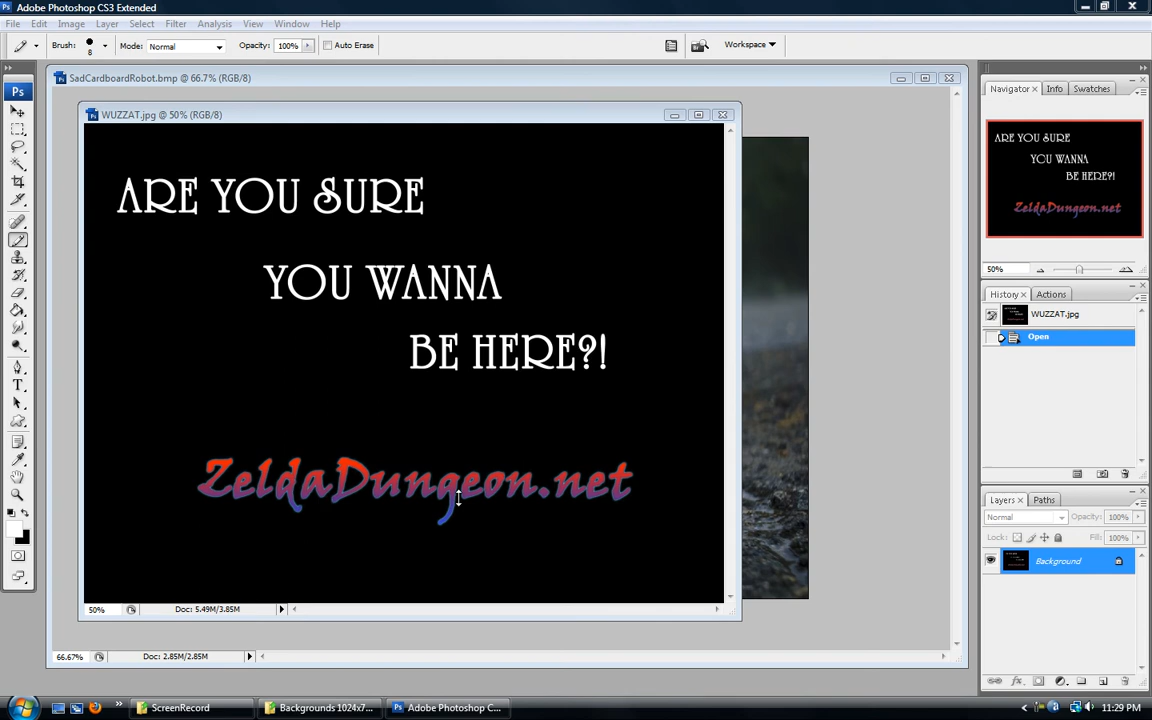 Adobe Photoshop CS3 Extended
File Edit Image Layer Select Filter Analysis View Window Help
Brush: 8 Mode: Normal Opacity: 100% Auto Erase Workspace
SadCardboardRobot.bmp @ 66.7% (RGB/8)
WUZZAT.jpg @ 50% (RGB/8)
ARE YOU SURE
YOU WANNA
BE HERE?!
ZeldaDungeon.net
50% Doc: 5.49M/3.85M
66.67% Doc: 2.85M/2.85M
Ps
Navigator Info Swatches
ARE YOU SURE
YOU WANNA
BE HERE?!
ZeldaDungeon.net
50%
History Actions
WUZZAT.jpg
Open
Layers Paths
Normal Opacity: 100%
Lock: Fill: 100%
Background
ScreenRecord Backgrounds 1024x7... Adobe Photoshop C... 11:29 PM